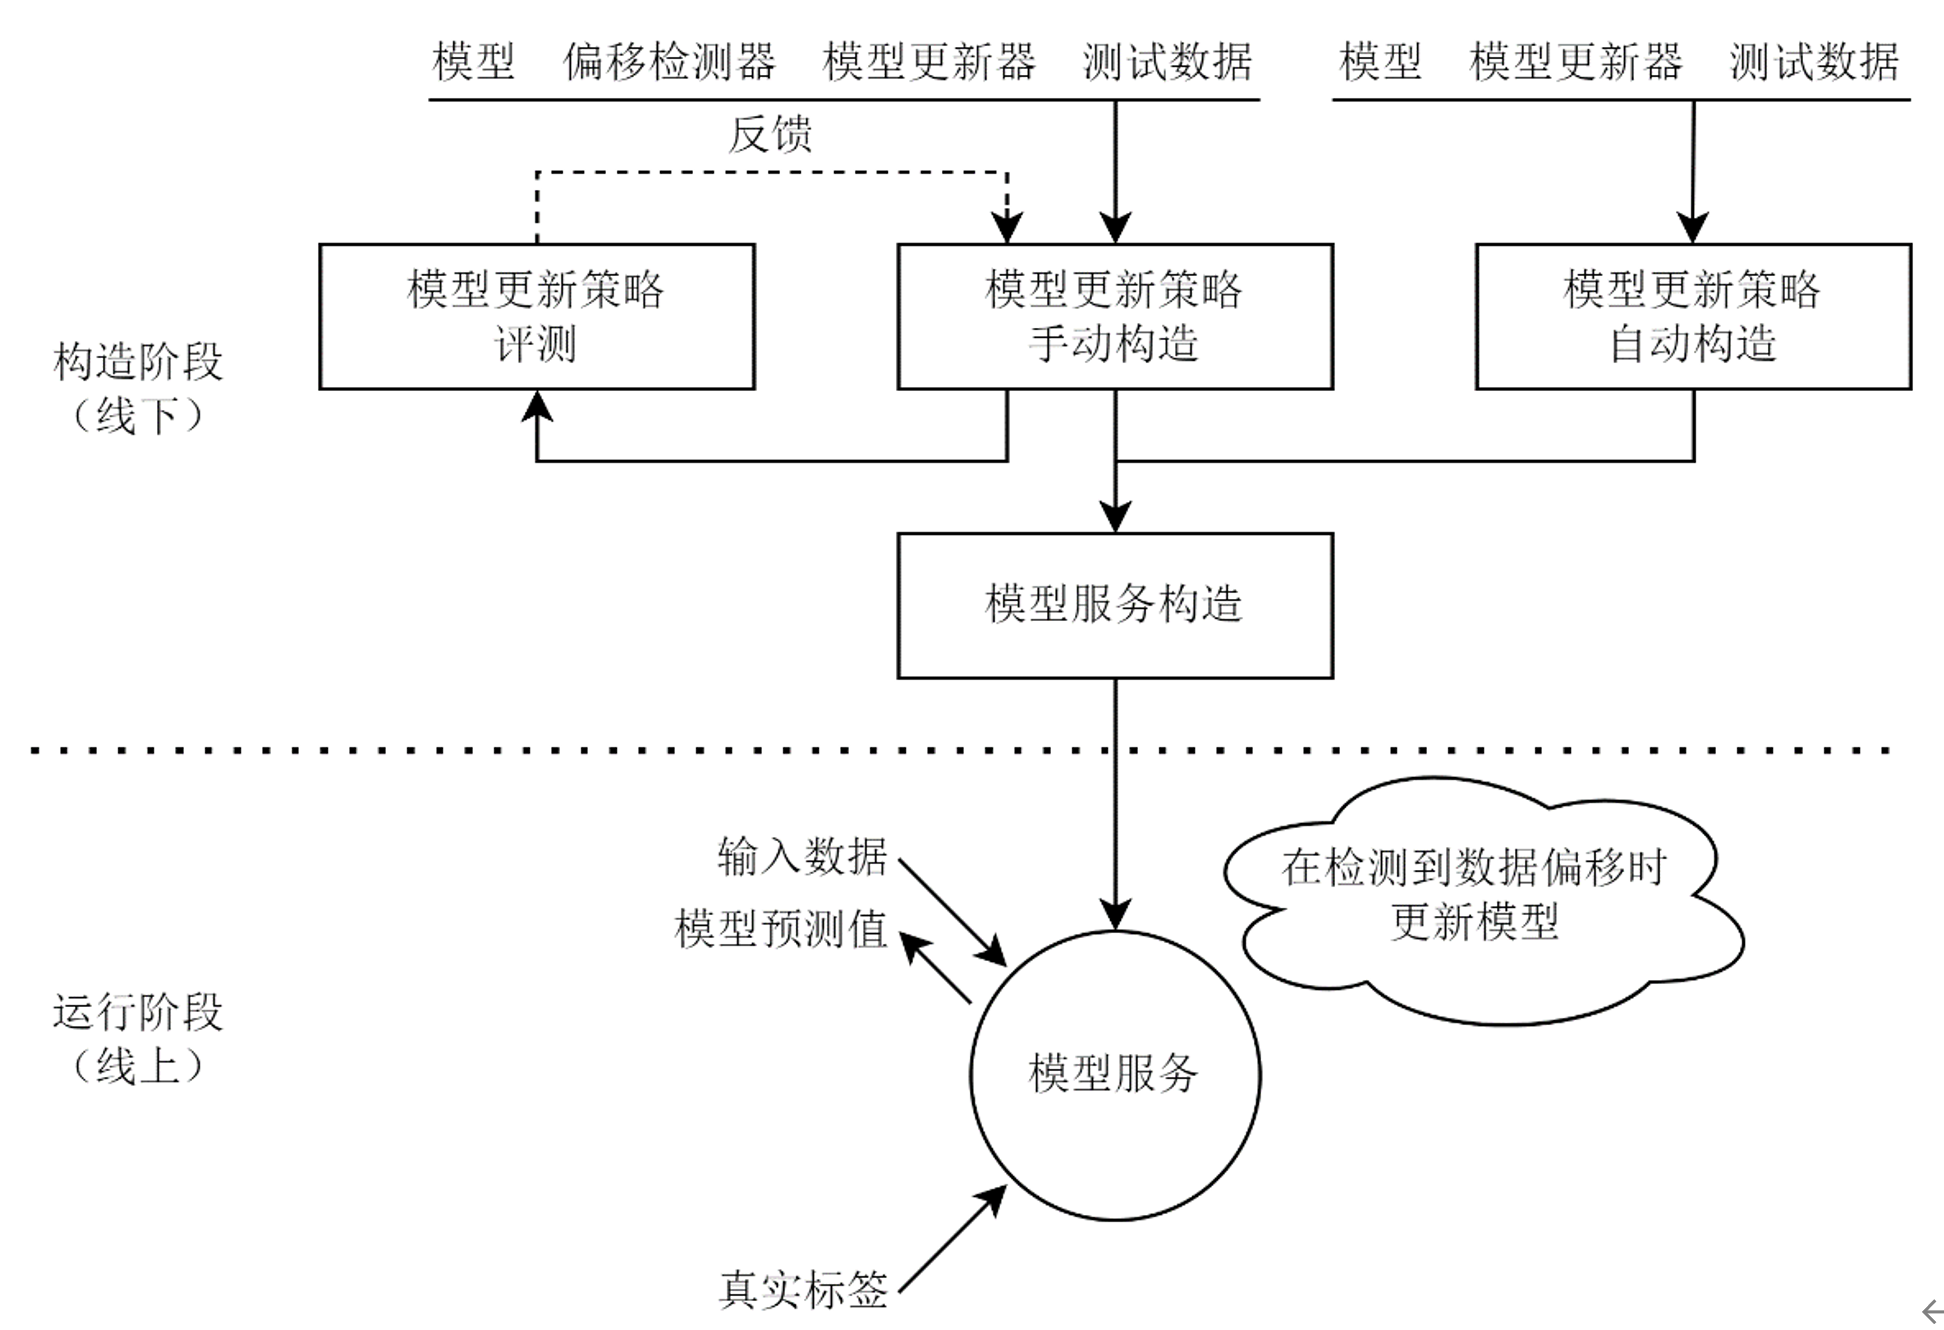 模型 偏移检测器 模型更新器 测试数据
模型 模型更新器 测试数据
反馈
模型更新策略
评测
模型更新策略
手动构造
模型更新策略
自动构造
构造阶段
（线下）
模型服务构造
输入数据
模型预测值
在检测到数据偏移时
更新模型
运行阶段
（线上）
模型服务
真实标签